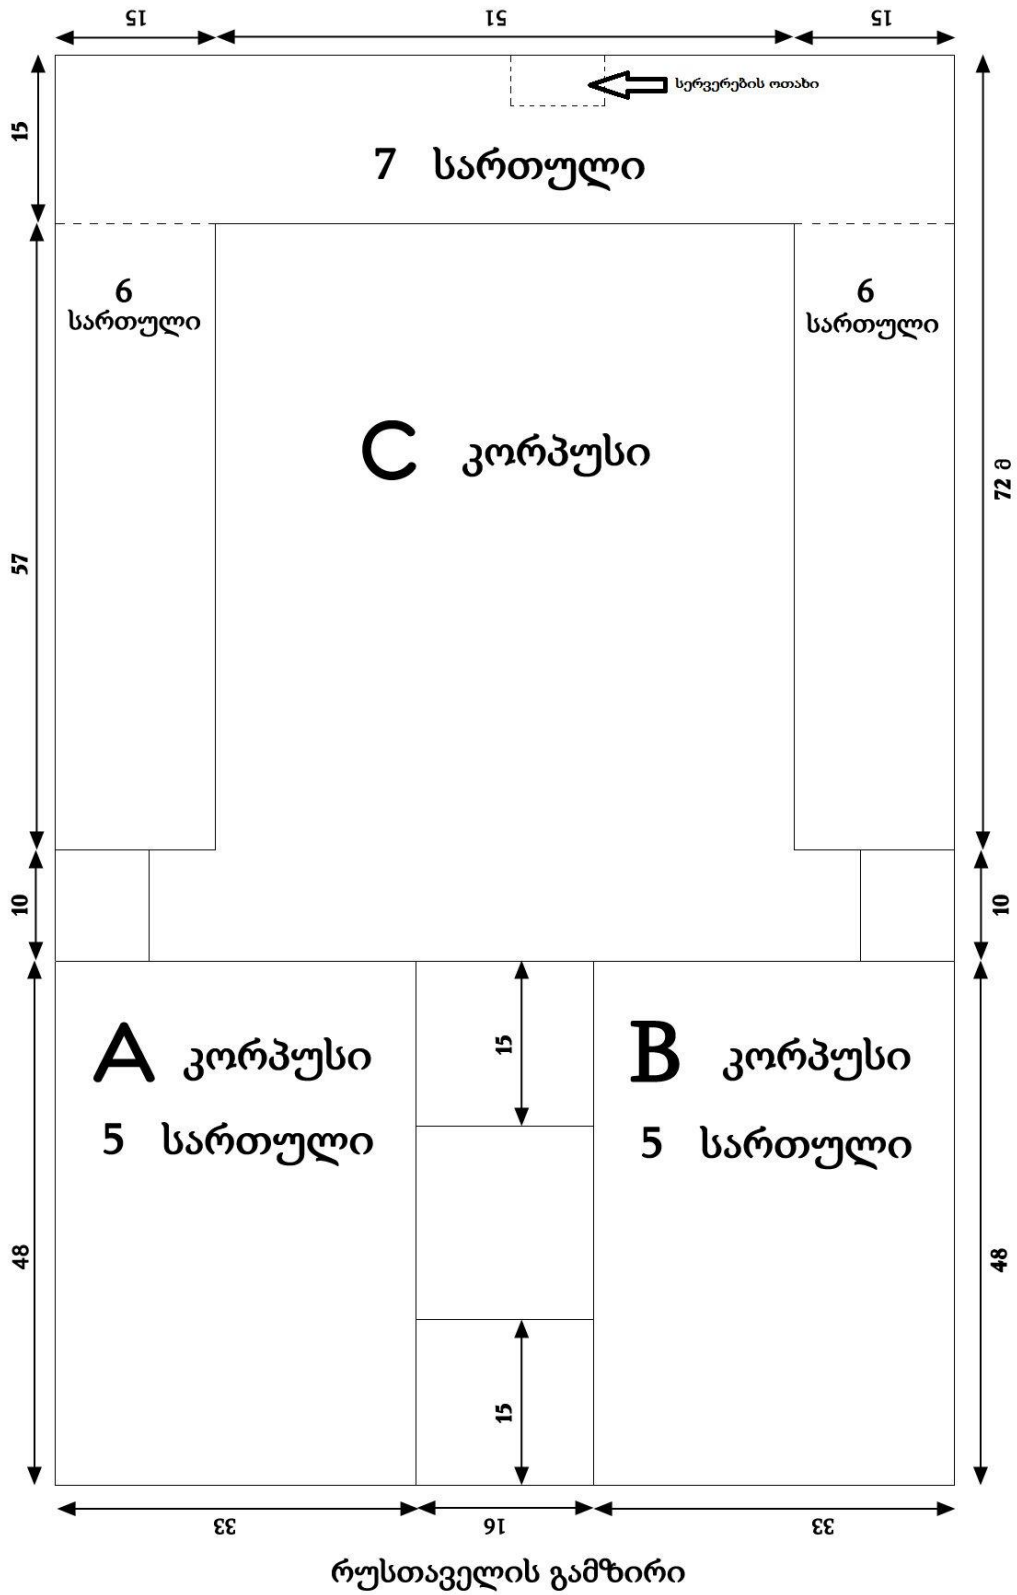 15 51 15
სერვერების ოთახი
15
7 სართული
6
სართული
6
სართული
C კორპუსი
72 მ
57
10
10
A კორპუსი
5 სართული
15
B კორპუსი
5 სართული
48
48
15
33 16 33
რუსთაველის გამზირი